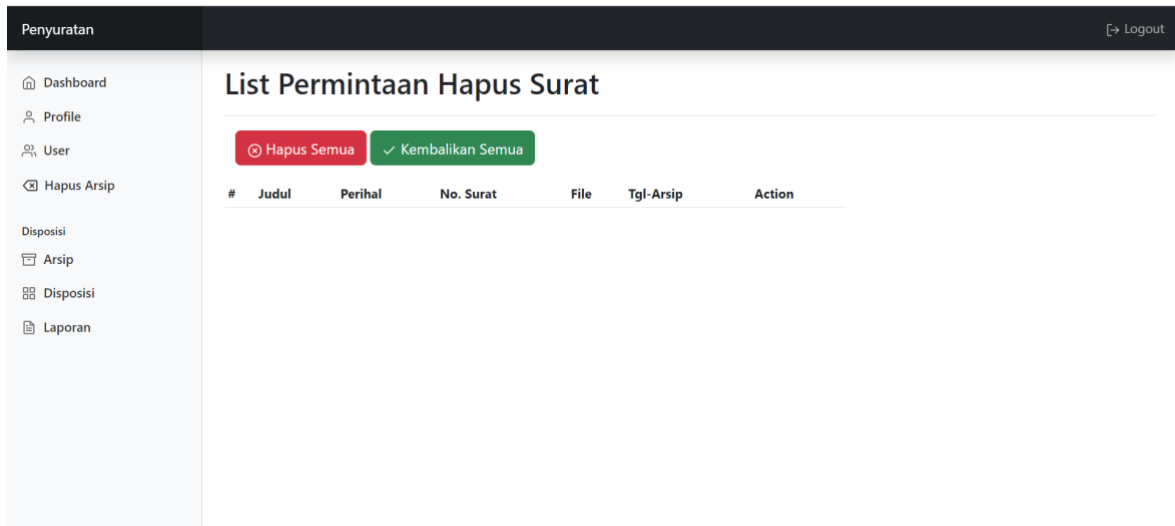 Penyuratan
Logout
Dashboard
Profile
User
Hapus Arsip
Disposisi
Arsip
Disposisi
Laporan
List Permintaan Hapus Surat
Hapus Semua Kembalikan Semua
# Judul Perihal No. Surat File Tgl-Arsip Action